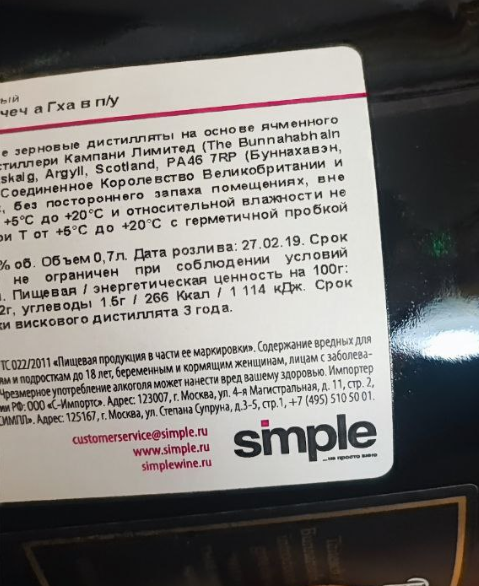 ый
чеч а Гха в п/у
е зерновые дистилляты на основе ячменного
стиллери Кампани Лимитед (The Bunnahabhain
skaig, Argyll, Scotland, PA46 7RP (Буннахавэн,
Соединенное Королевство Великобритании и
, без постороннего запаха помещениях, вне
+5°С до +20°С и относительной влажности не
ри Т от +5°С до +20°С с герметичной пробкой
% об. Объем 0,7л. Дата розлива: 27.02.19. Срок
не ограничен при соблюдении условий
. Пищевая / энергетическая ценность на 100г:
2г, углеводы 1.5г / 266 Ккал / 1 114 кДж. Срок
ки вискового дистиллята 3 года.
ТС 022/2011 «Пищевая продукция в части ее маркировки». Содержание вредных для
ям и подросткам до 18 лет, беременным и кормящим женщинам, лицам с заболева-
Чрезмерное употребление алкоголя может нанести вред вашему здоровью. Импортер
ии РФ: ООО «С-Импортс». Адрес: 123007, г. Москва, ул. 4-я Магистральная, д. 11, стр. 2,
СИМПЛ». Адрес: 125167, г. Москва, ул. Степана Супруна, д.3-5, стр.1, +7 (495) 510 50 01.
customerservice@simple.ru
www.simple.ru
simplewine.ru
simple
...не просто вино